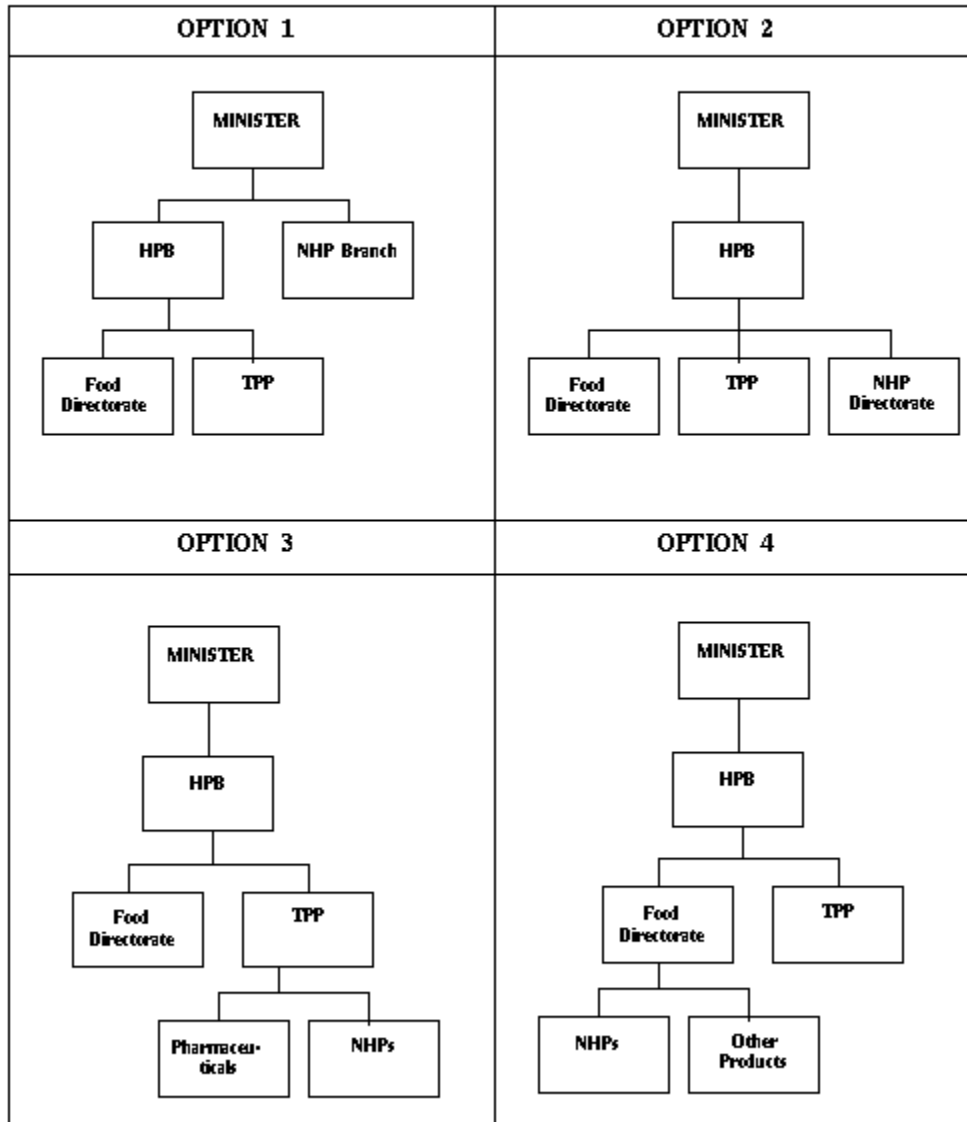 OPTION 1
MINISTER
HPB
NHP Branch
Food
Directorate
TPP
OPTION 2
MINISTER
HPB
Food
Directorate
TPP
NHP
Directorate
OPTION 3
MINISTER
HPB
Food
Directorate
TPP
Pharmaceu-
ticals
NHPs
OPTION 4
MINISTER
HPB
Food
Directorate
TPP
NHPs
Other
Products